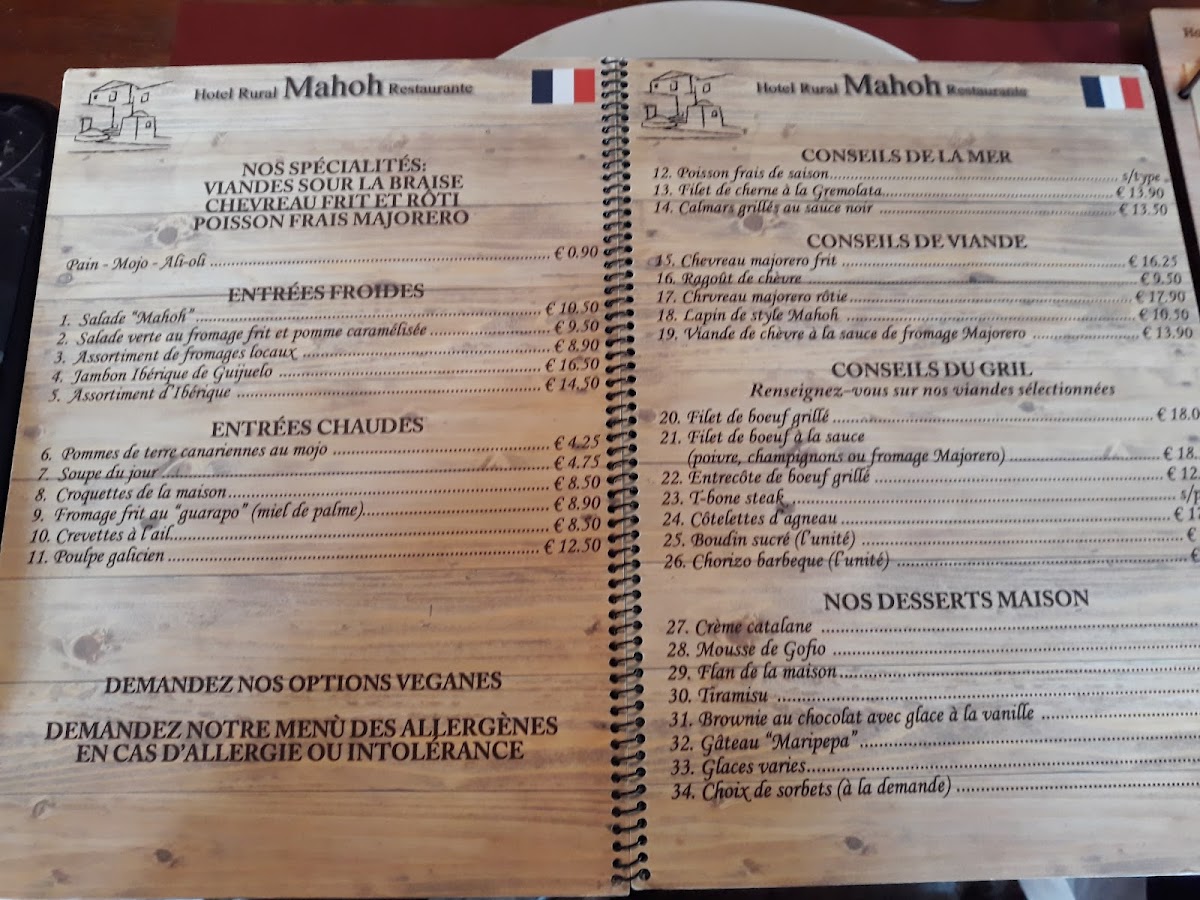 Hotel Rural Mahoh Restaurante
NOS SPÉCIALITÉS:
VIANDES SOUR LA BRAISE
CHEVREAU FRIT ET RÔTI
POISSON FRAIS MAJORERO
Pain - Mojo - Ali-oli € 0.90
ENTRÉES FROIDES
1. Salade "Mahoh" € 10.50
2. Salade verte au fromage frit et pomme caramélisée € 9.50
3. Assortiment de fromages locaux € 8.90
4. Jambon Ibérique de Guijuelo € 16.50
5. Assortiment d'Ibérique € 14.50
ENTRÉES CHAUDES
6. Pommes de terre canariennes au mojo € 4.25
7. Soupe du jour € 4.75
8. Croquettes de la maison € 8.50
9. Fromage frit au "guarapo" (miel de palme) € 8.90
10. Crevettes à l'ail € 8.50
11. Poulpe galicien € 12.50
DEMANDEZ NOS OPTIONS VEGANES
DEMANDEZ NOTRE MENÙ DES ALLERGÈNES
EN CAS D'ALLERGIE OU INTOLÉRANCE
Hotel Rural Mahoh Restaurante
CONSEILS DE LA MER
12. Poisson frais de saison s/type
13. Filet de cherne à la Gremolata € 13.90
14. Calmars grillés au sauce noir € 13.50
CONSEILS DE VIANDE
15. Chevreau majorero frit € 16.25
16. Ragoût de chèvre € 9.50
17. Chrvreau majorero rôtie € 17.90
18. Lapin de style Mahoh € 10.50
19. Viande de chèvre à la sauce de fromage Majorero € 13.90
CONSEILS DU GRIL
Renseignez-vous sur nos viandes sélectionnées
20. Filet de boeuf grillé € 18.0
21. Filet de boeuf à la sauce
(poivre, champignons ou fromage Majorero) € 18.
22. Entrecôte de boeuf grillé € 12.
23. T-bone steak s/p
24. Côtelettes d'agneau € 17
25. Boudin sucré (l'unité) €
26. Chorizo barbeque (l'unité) €
NOS DESSERTS MAISON
27. Crème catalane
28. Mousse de Gofio
29. Flan de la maison
30. Tiramisu
31. Brownie au chocolat avec glace à la vanille
32. Gâteau "Maripepa"
33. Glaces varies
34. Choix de sorbets (à la demande)